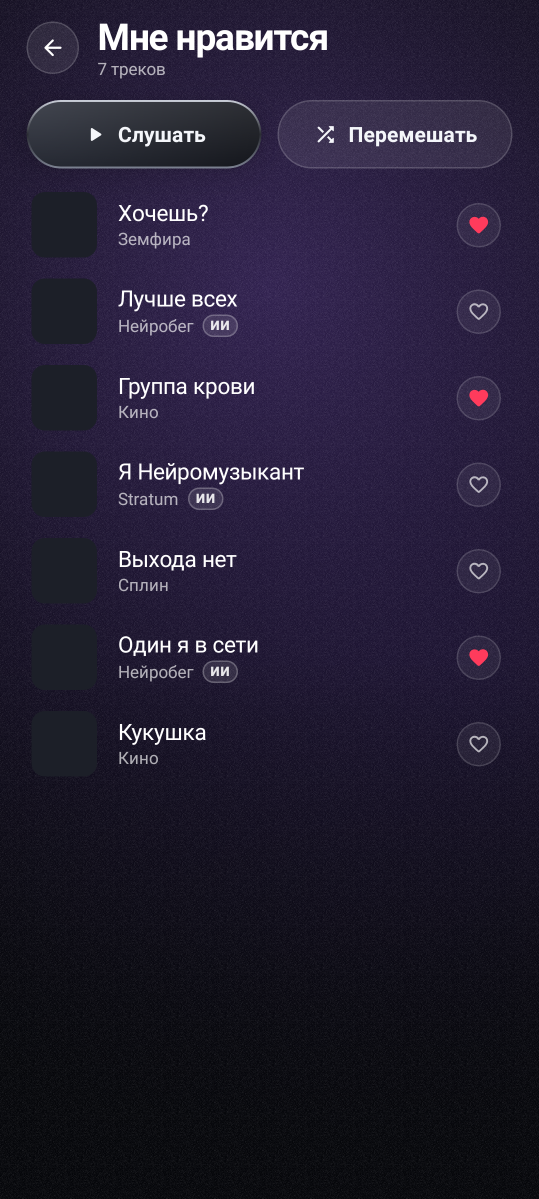 Мне нравится
7 треков
Слушать
Перемешать
Хочешь?
Земфира
Лучше всех
Нейробег ИИ
Группа крови
Кино
Я Нейромузыкант
Stratum ИИ
Выхода нет
Сплин
Один я в сети
Нейробег ИИ
Кукушка
Кино